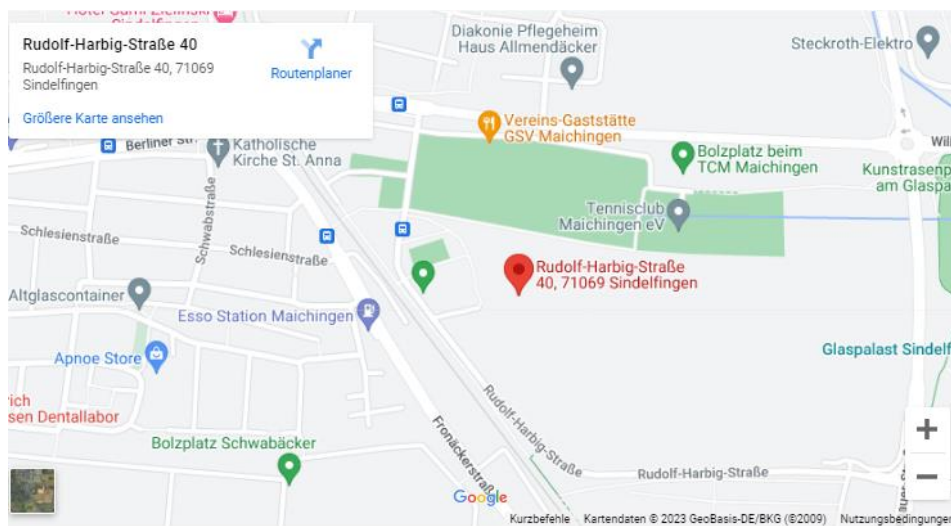 Rudolf-Harbig-Straße 40
Rudolf-Harbig-Straße 40, 71069
Sindelfingen
Routenplaner
Größere Karte ansehen
Diakonie Pflegeheim
Haus Allmendäcker
Steckroth-Elektro
Vereins-Gaststätte
GSV Maichingen
Berliner
Katholische
Kirche St. Anna
Bolzplatz beim
TCM Maichingen
Kunstrasenp
am Glaspa
Schwabstraße
Tennisclub
Maichingen eV
Schlesienstraße
Schlesienstraße
Rudolf-Harbig-Straße
40, 71069 Sindelfingen
Altglascontainer
Esso Station Maichingen
Apnoe Store
Glaspalast Sindelf
rich
sen Dentallabor
Rudolf-Harbig-Straße
Bolzplatz Schwabäcker
Fronäckerstraße
Rudolf-Harbig-Straße
Google
Kurzbefehle
Kartendaten © 2023 GeoBasis-DE/BKG (©2009)
Nutzungsbedingungen